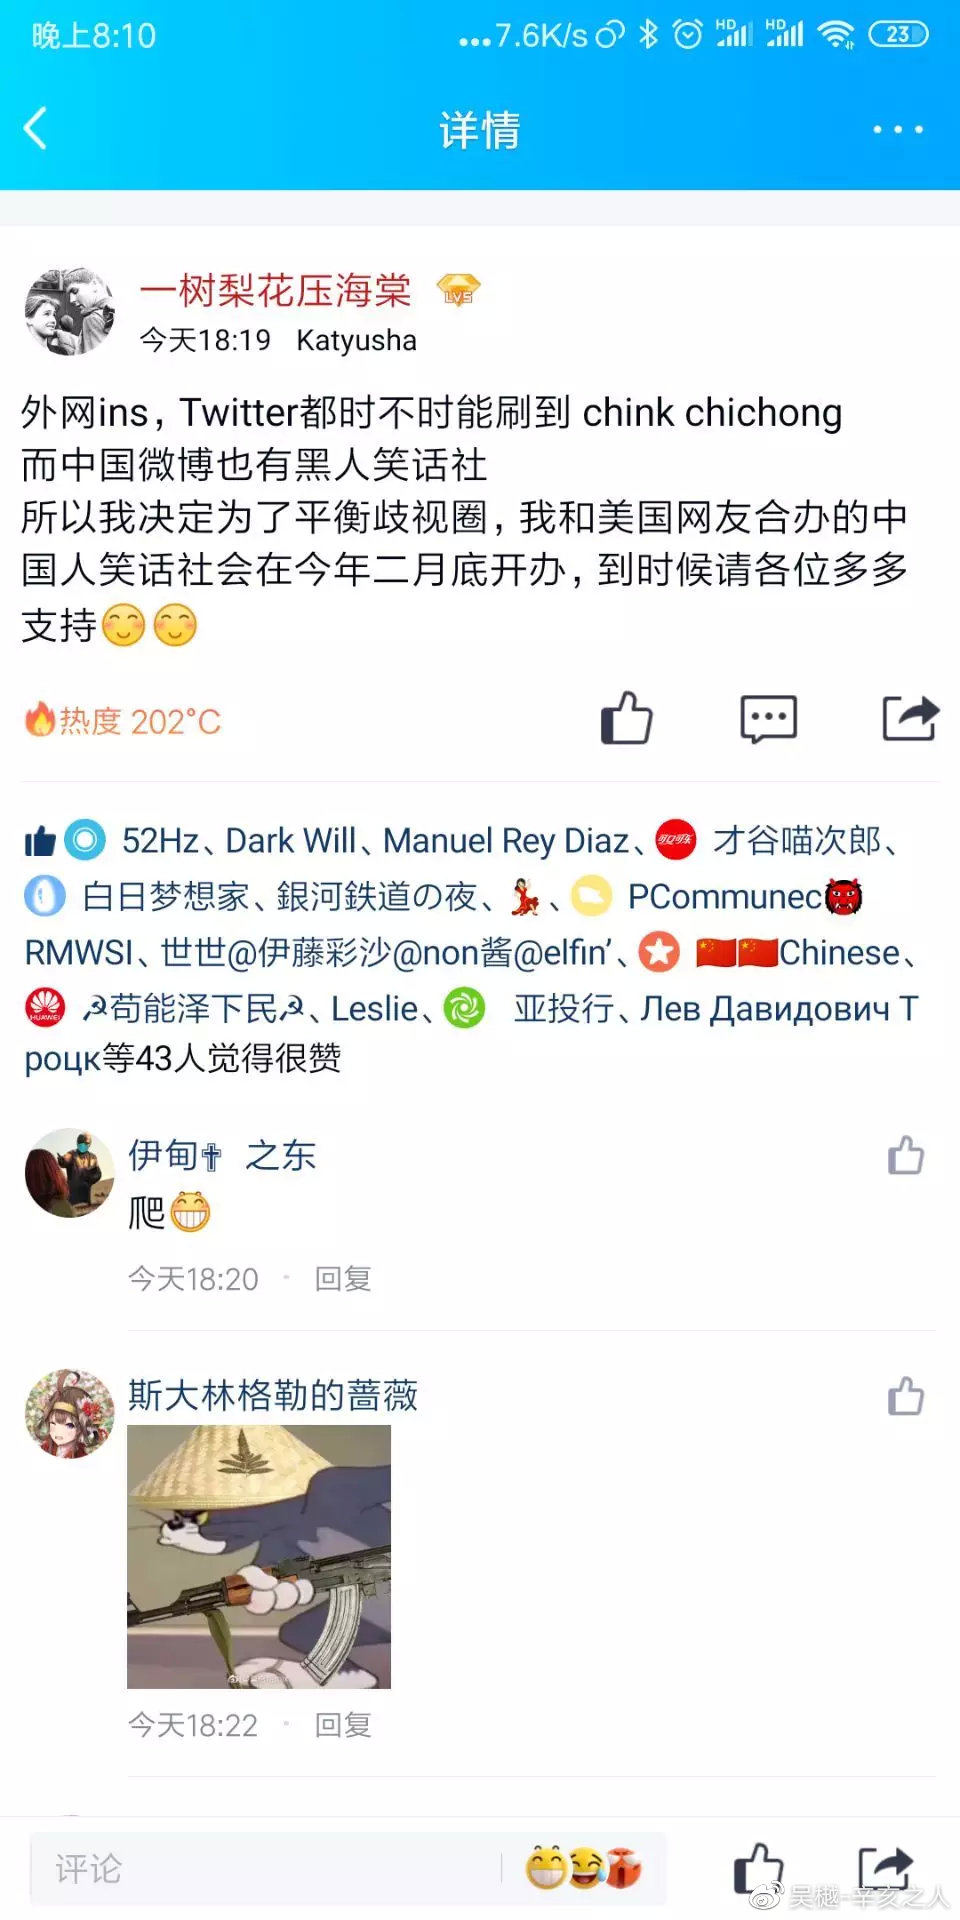 晚上8:10
...7.6K/s HD HD 23
详情
一树梨花压海棠 LV5
今天18:19 Katyusha
外网ins，Twitter都时不时能刷到 chink chichong
而中国微博也有黑人笑话社
所以我决定为了平衡歧视圈，我和美国网友合办的中
国人笑话社会在今年二月底开办，到时候请各位多多
支持😊😊
🔥热度 202°C
52Hz、Dark Will、Manuel Rey Diaz、可口可乐 才谷喵次郎、
白日梦想家、銀河鉄道の夜、💃、 PCommunec👹
RMWSI、世世@伊藤彩沙@non酱@elfin’、 🇨🇳🇨🇳Chinese、
HUAWEI ☭苟能泽下民☭、Leslie、 亚投行、Лев Давидович Т
роцк等43人觉得很赞
伊甸✟ 之东
爬😁
今天18:20 · 回复
斯大林格勒的蔷薇
今天18:22 · 回复
评论
吴樾-辛亥之人